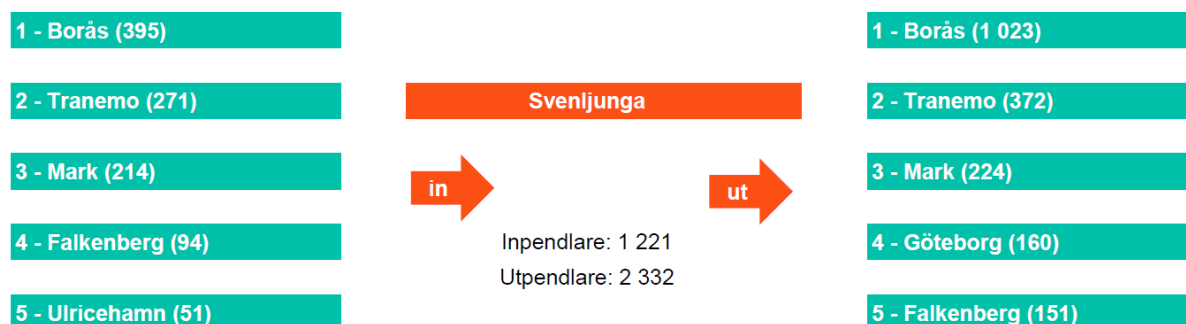 1 - Borås (395)
2 - Tranemo (271)
3 - Mark (214)
4 - Falkenberg (94)
5 - Ulricehamn (51)
Svenljunga
in
ut
Inpendlare: 1 221
Utpendlare: 2 332
1 - Borås (1 023)
2 - Tranemo (372)
3 - Mark (224)
4 - Göteborg (160)
5 - Falkenberg (151)